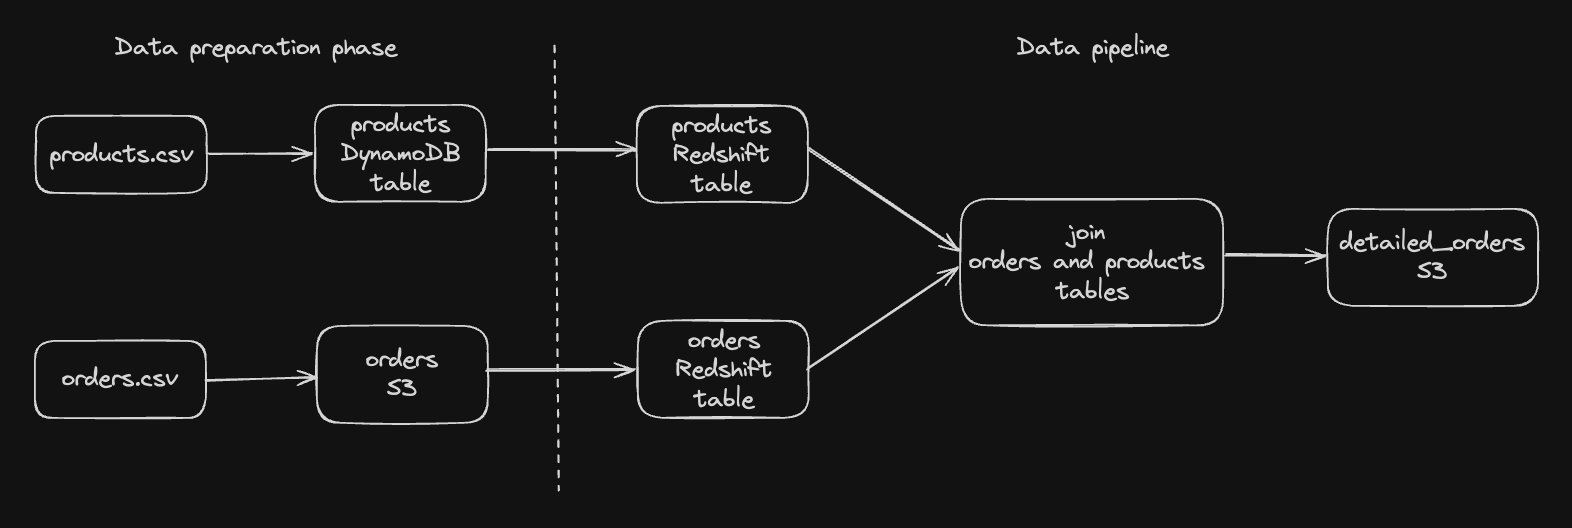 Data preparation phase
Data pipeline
products.csv
products
DynamoDB
table
products
Redshift
table
join
orders and products
tables
detailed_orders
S3
orders.csv
orders
S3
orders
Redshift
table